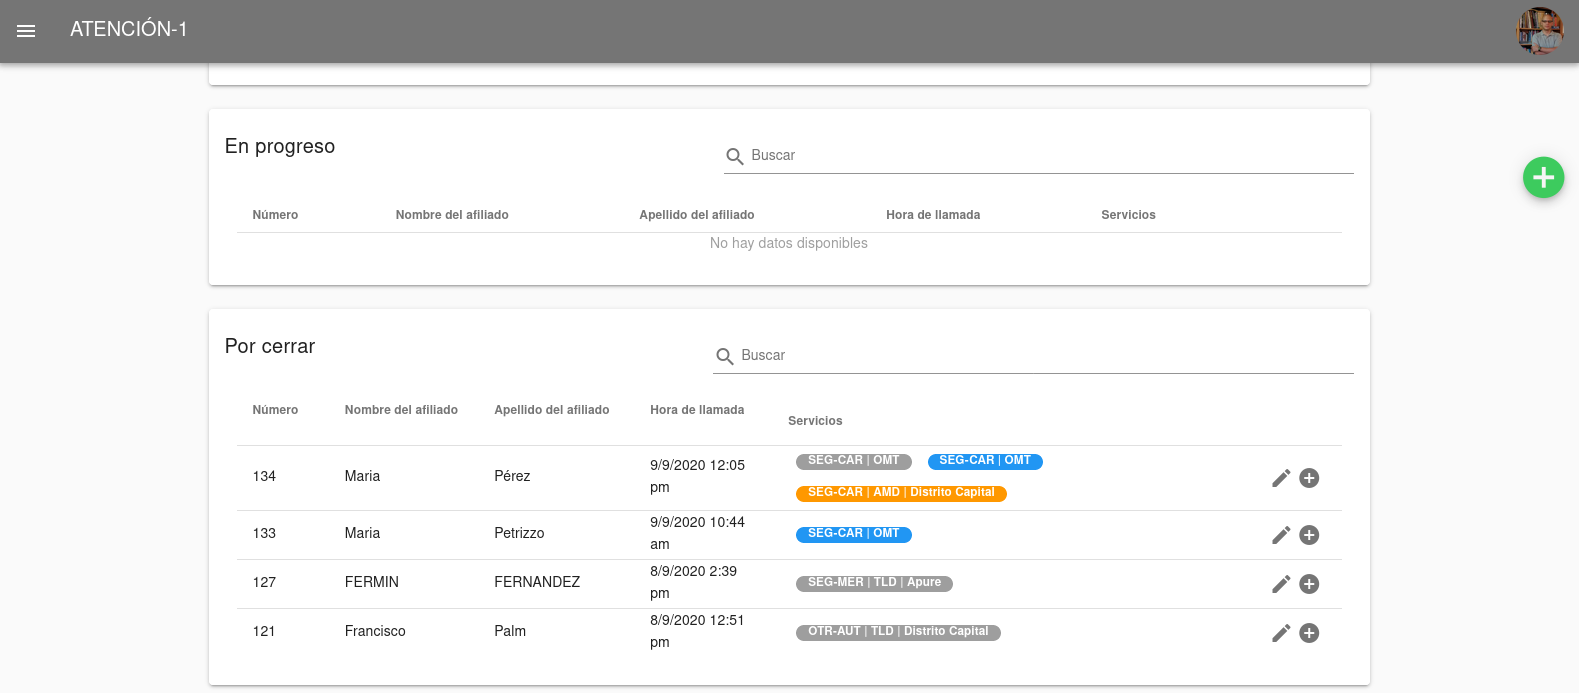 ATENCIÓN-1
En progreso
Buscar
Número Nombre del afiliado Apellido del afiliado Hora de llamada Servicios
No hay datos disponibles
Por cerrar
Buscar
Número Nombre del afiliado Apellido del afiliado Hora de llamada Servicios
134 Maria Pérez 9/9/2020 12:05 pm SEG-CAR | OMT SEG-CAR | OMT
SEG-CAR | AMD | Distrito Capital
133 Maria Petrizzo 9/9/2020 10:44 am SEG-CAR | OMT
127 FERMIN FERNANDEZ 8/9/2020 2:39 pm SEG-MER | TLD | Apure
121 Francisco Palm 8/9/2020 12:51 pm OTR-AUT | TLD | Distrito Capital